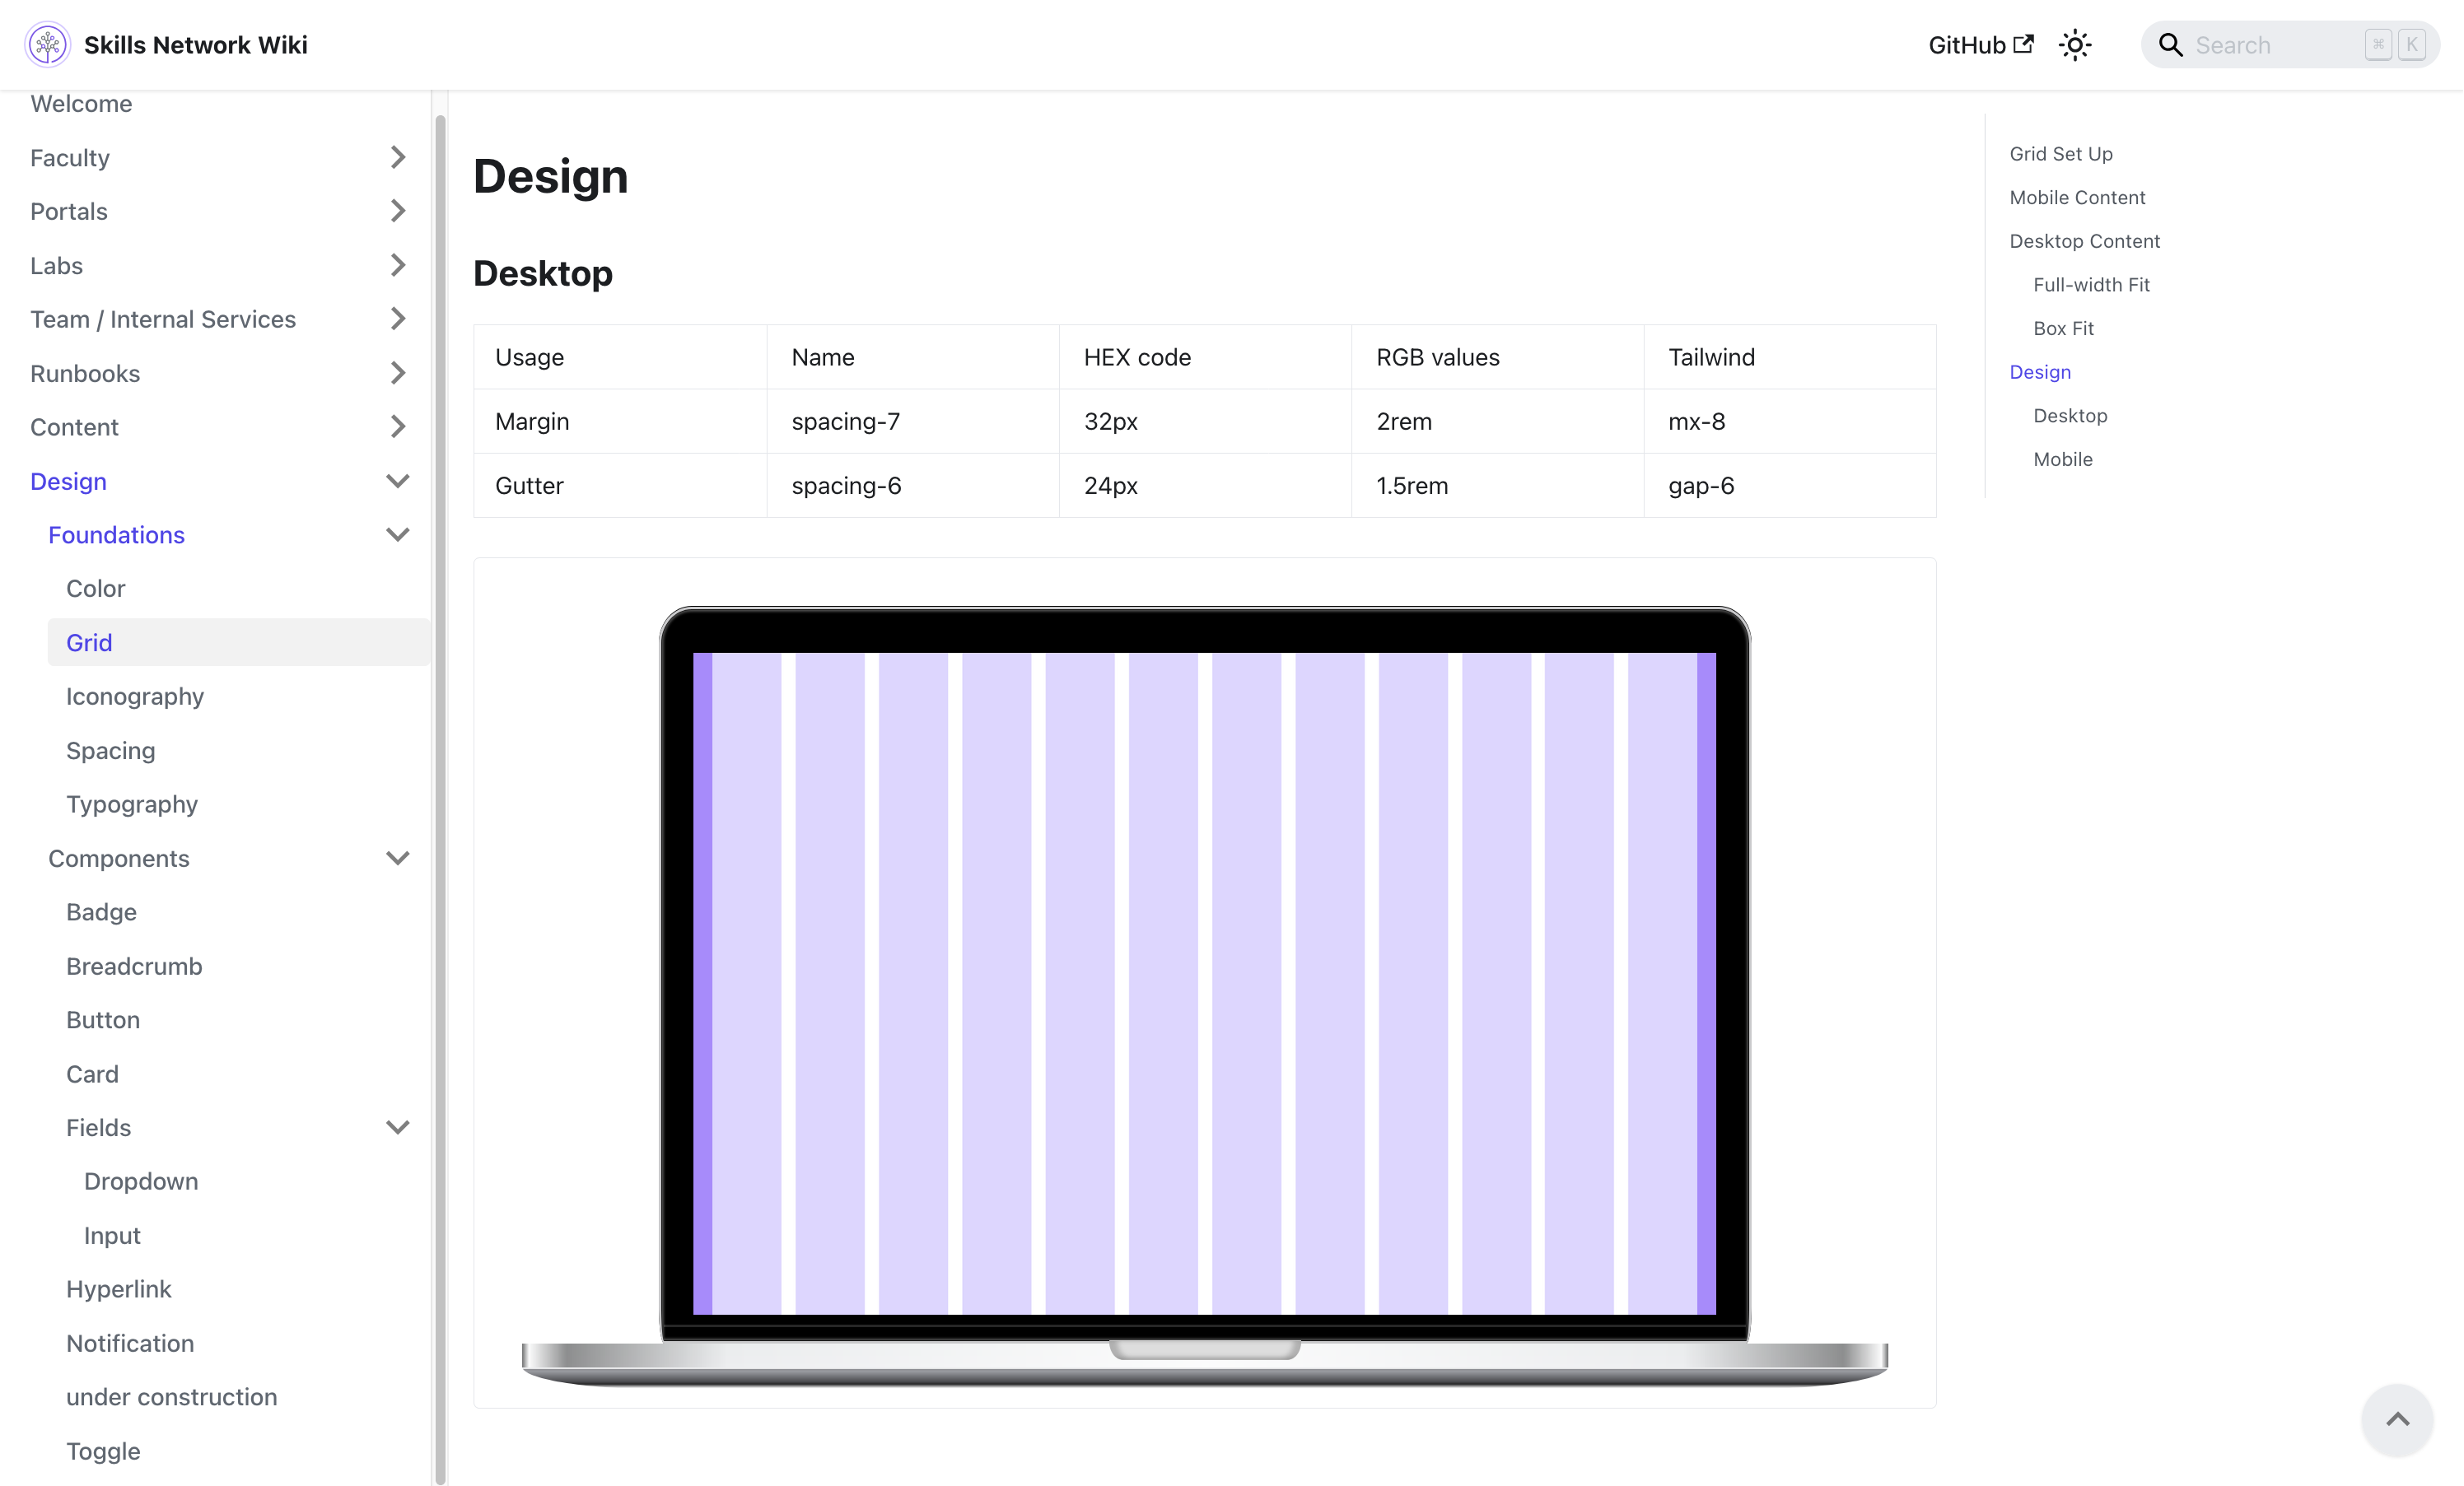 Skills Network Wiki
GitHub
Search
⌘ K
Welcome
Faculty
Portals
Labs
Team / Internal Services
Runbooks
Content
Design
Foundations
Color
Grid
Iconography
Spacing
Typography
Components
Badge
Breadcrumb
Button
Card
Fields
Dropdown
Input
Hyperlink
Notification
under construction
Toggle
Design
Desktop
Usage Name HEX code RGB values Tailwind
Margin spacing-7 32px 2rem mx-8
Gutter spacing-6 24px 1.5rem gap-6
Grid Set Up
Mobile Content
Desktop Content
Full-width Fit
Box Fit
Design
Desktop
Mobile